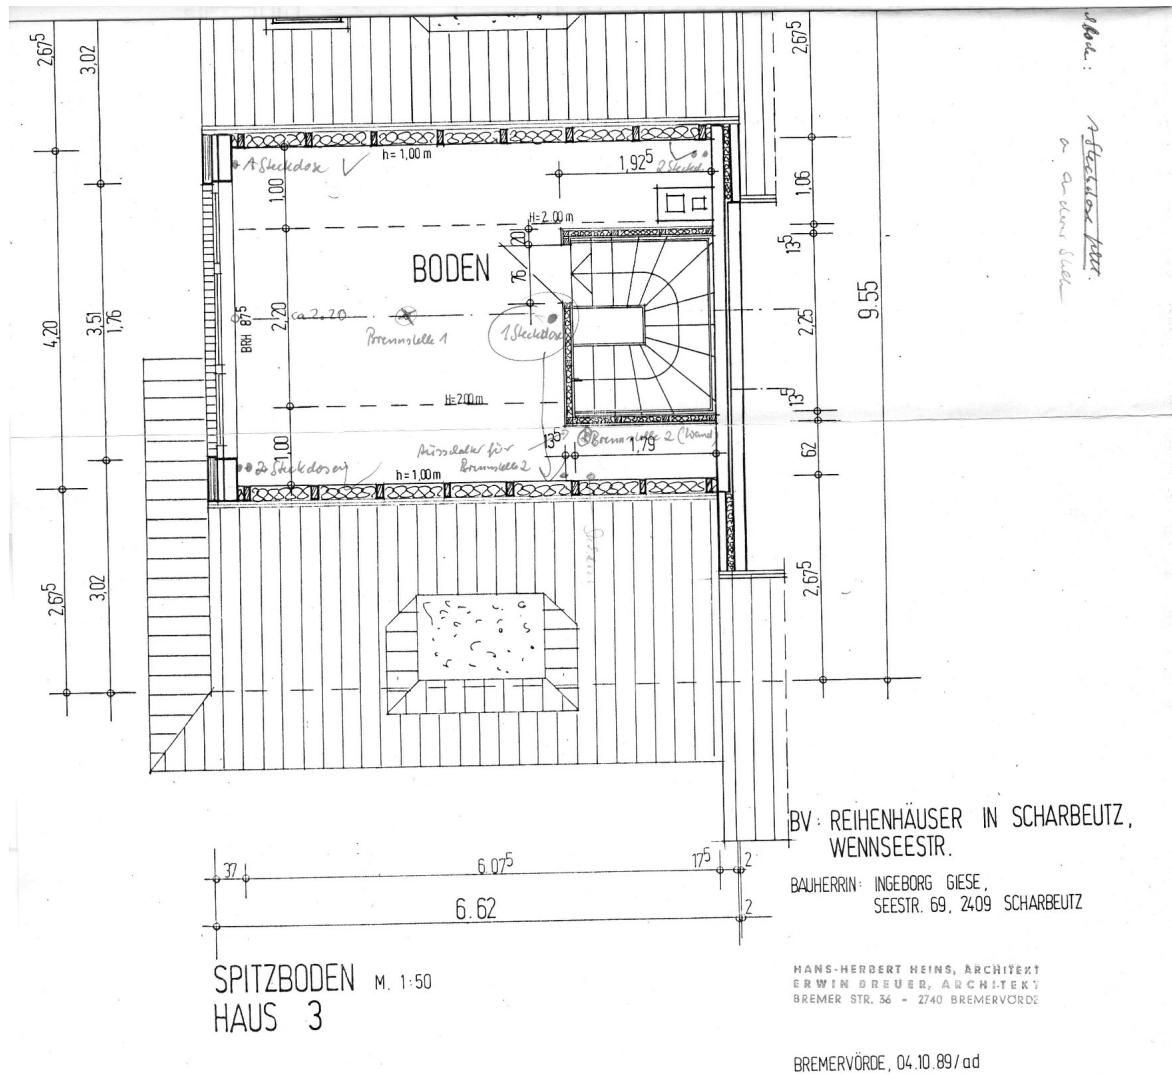 2,67⁵
3,02
4,20
3,51
1,76
2,67⁵
3,02
1 Steckdose
h = 1,00 m
1,00
1,92⁵
2 Steckd.
H=2.00 m
20
76
BODEN
BRH 87⁵
2,20
ca 2.20
Brennstelle 1
1 Steckdose
H=2.00 m
1,00
13⁵
Brennstelle 2 (Wand)
1,79
Ausschalter für
Brennstelle 2
2 Steckdosen
h = 1,00 m
2,67⁵
1.06
13⁵
2,25
13⁵
62
2,67⁵
9.55
1 Steckdose
37
6.07⁵
17⁵
2
6.62
2
SPITZBODEN M. 1:50
HAUS 3
BV: REIHENHÄUSER IN SCHARBEUTZ,
WENNSEESTR.
BAUHERRIN: INGEBORG GIESE,
SEESTR. 69, 2409 SCHARBEUTZ
HANS-HERBERT HEINS, ARCHITEKT
ERWIN BREUER, ARCHITEKT
BREMER STR. 36 - 2740 BREMERVÖRDE
BREMERVÖRDE, 04.10.89/ad